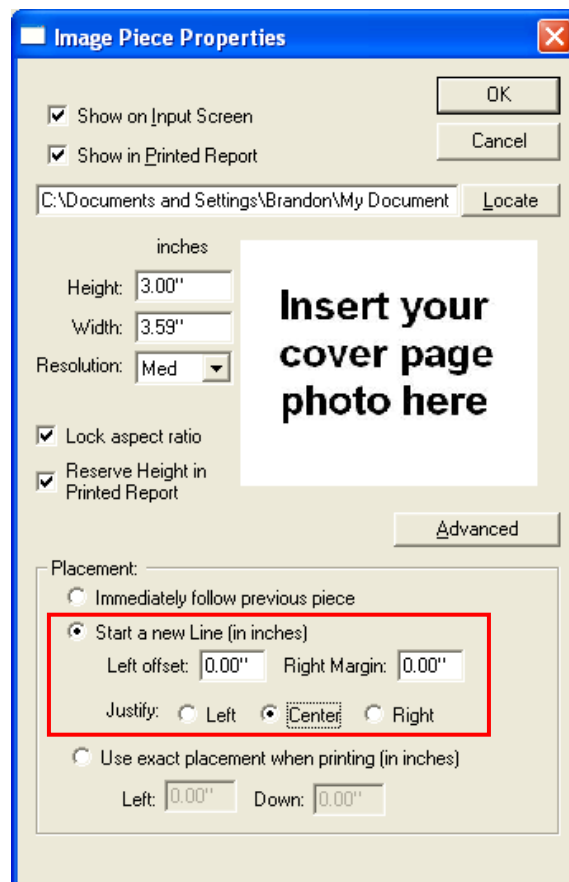 Image Piece Properties
OK
Show on Input Screen
Cancel
Show in Printed Report
C:\Documents and Settings\Brandon\My Document
Locate
inches
Height: 3.00"
Width: 3.59"
Resolution: Med
Insert your
cover page
photo here
Lock aspect ratio
Reserve Height in
Printed Report
Advanced
Placement:
Immediately follow previous piece
Start a new Line (in inches)
Left offset: 0.00" Right Margin: 0.00"
Justify: Left Center Right
Use exact placement when printing (in inches)
Left: 0.00" Down: 0.00"